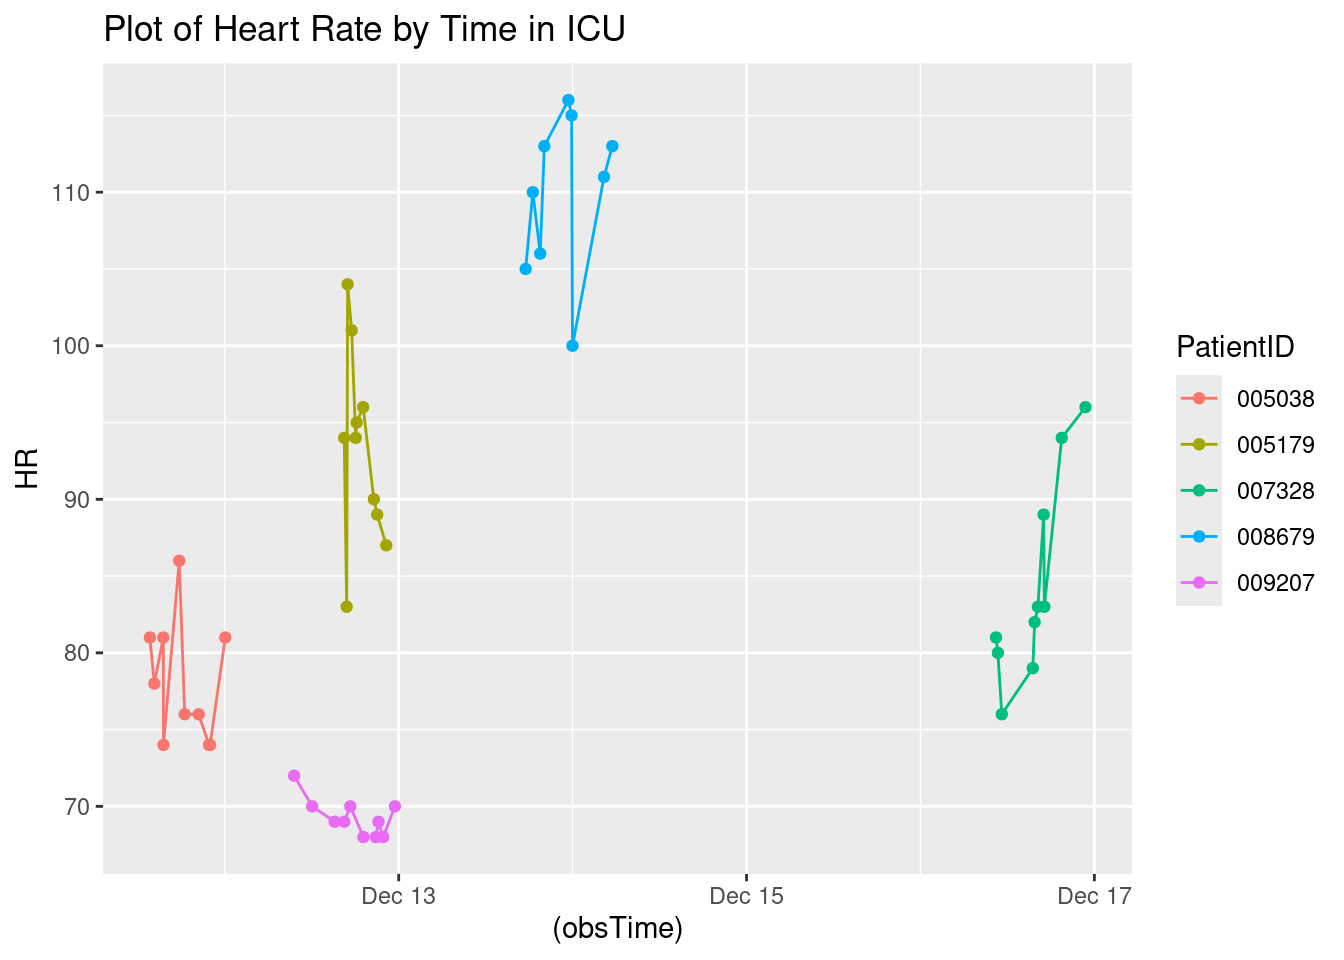 Plot of Heart Rate by Time in ICU
HR
110
100
90
80
70
Dec 13 Dec 15 Dec 17
(obsTime)
PatientID
005038
005179
007328
008679
009207